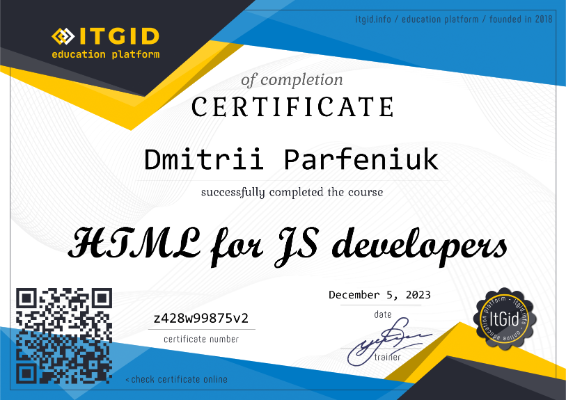 itgid.info / education platform / founded in 2018
ITGID
education platform
of completion
CERTIFICATE
Dmitrii Parfeniuk
successfully completed the course
HTML for JS developers
z428w99875v2
certificate number
December 5, 2023
date
trainer
ItGid
< check certificate online